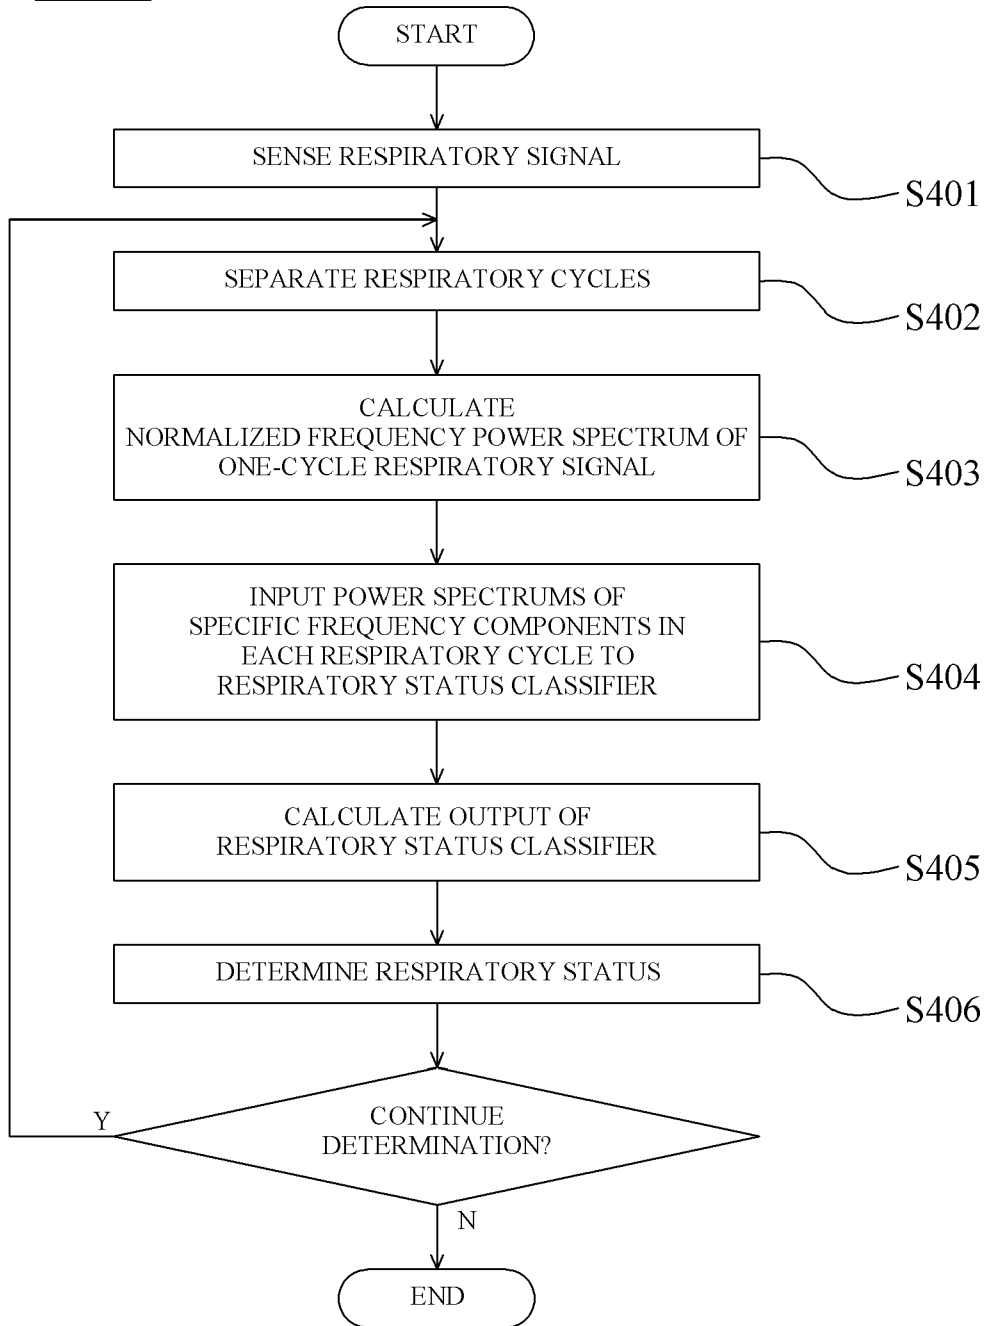 START
SENSE RESPIRATORY SIGNAL
S401
SEPARATE RESPIRATORY CYCLES
S402
CALCULATE
NORMALIZED FREQUENCY POWER SPECTRUM OF
ONE-CYCLE RESPIRATORY SIGNAL
S403
INPUT POWER SPECTRUMS OF
SPECIFIC FREQUENCY COMPONENTS IN
EACH RESPIRATORY CYCLE TO
RESPIRATORY STATUS CLASSIFIER
S404
CALCULATE OUTPUT OF
RESPIRATORY STATUS CLASSIFIER
S405
DETERMINE RESPIRATORY STATUS
S406
Y
CONTINUE
DETERMINATION?
N
END